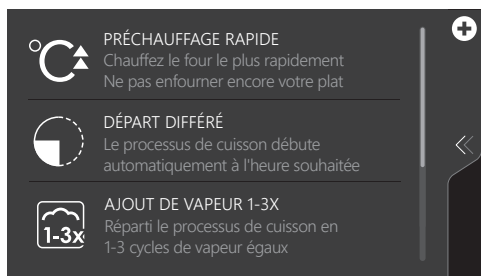 °C
PRÉCHAUFFAGE RAPIDE
Chauffez le four le plus rapidement
Ne pas enfourner encore votre plat
DÉPART DIFFÉRÉ
Le processus de cuisson débute
automatiquement à l'heure souhaitée
1-3x
AJOUT DE VAPEUR 1-3X
Réparti le processus de cuisson en
1-3 cycles de vapeur égaux